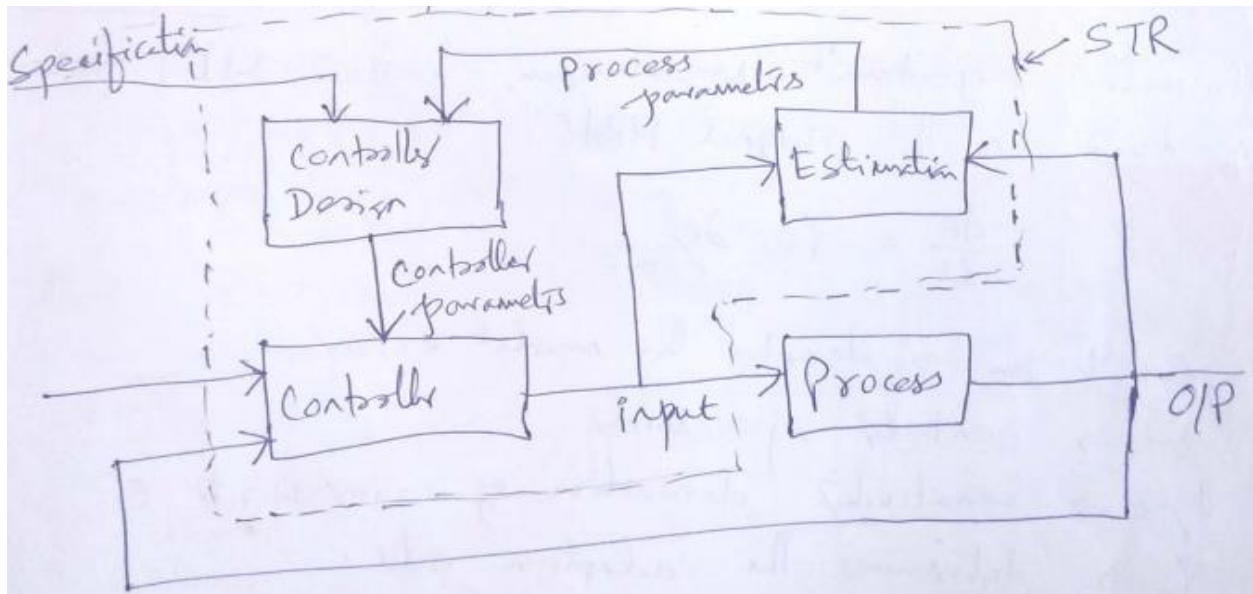 Specification
STR
process
parameters
Controller
Design
Estimation
Controller
parameters
Controller
input
Process
O/P